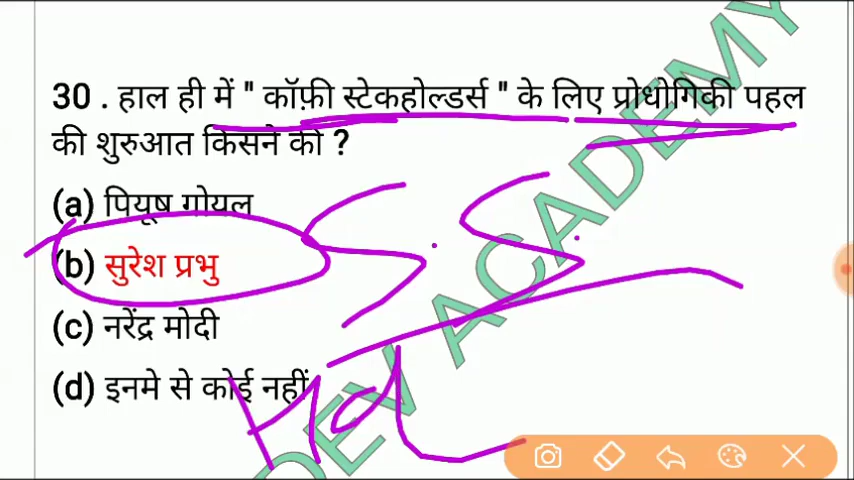 30 . हाल ही में " कॉफ़ी स्टेकहोल्डर्स " के लिए प्रोधोगिकी पहल
की शुरुआत किसने की ?
(a) पियूष गोयल
(b) सुरेश प्रभु
(c) नरेंद्र मोदी
(d) इनमे से कोई नहीं
DEV ACADEMY